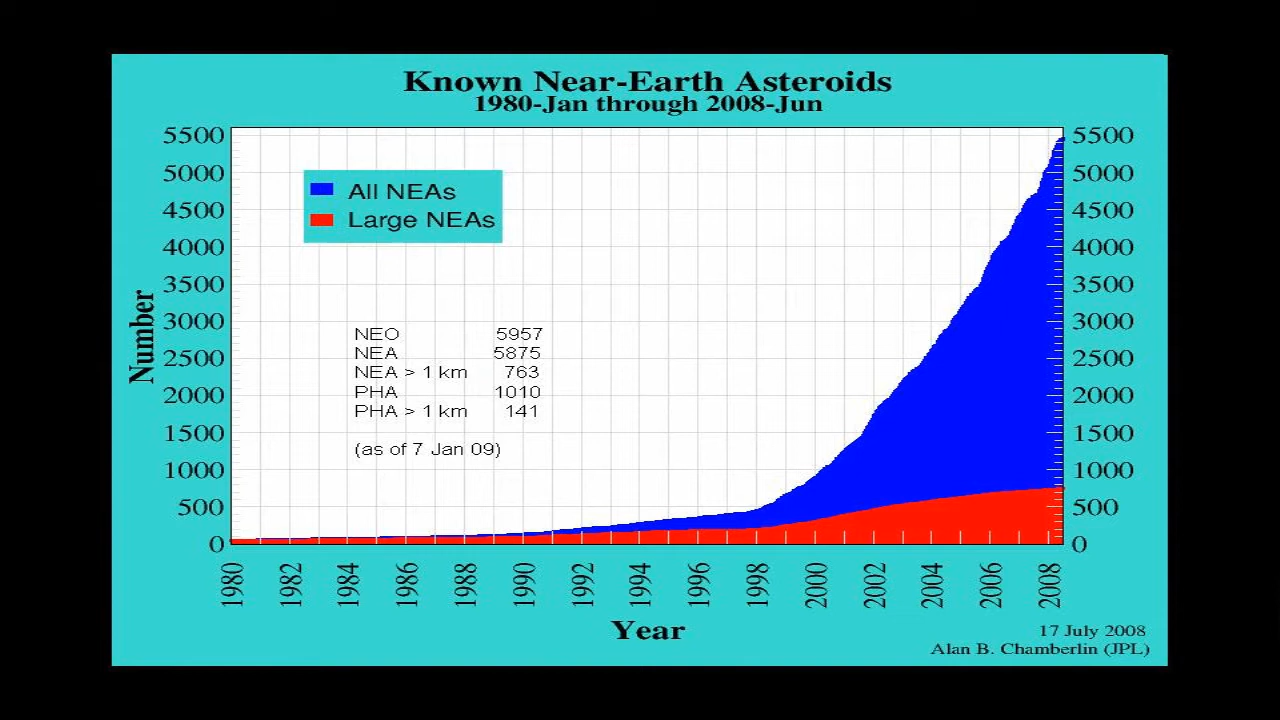 Known Near-Earth Asteroids
1980-Jan through 2008-Jun
5500 5500
5000 5000
4500 4500
4000 4000
3500 3500
3000 3000
2500 2500
2000 2000
1500 1500
1000 1000
500 500
0 0
Number
All NEAs
Large NEAs
NEO 5957
NEA 5875
NEA > 1 km 763
PHA 1010
PHA > 1 km 141
(as of 7 Jan 09)
1980 1982 1984 1986 1988 1990 1992 1994 1996 1998 2000 2002 2004 2006 2008
Year
17 July 2008
Alan B. Chamberlin (JPL)